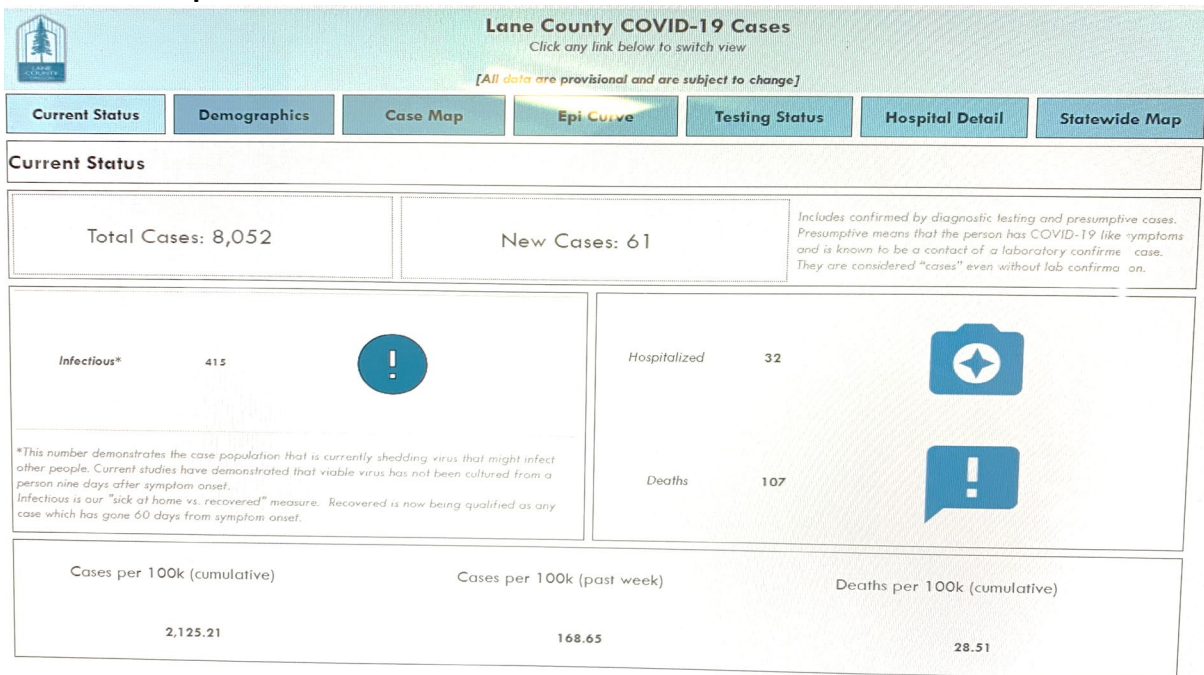 LANE
COUNTY
Lane County COVID-19 Cases
Click any link below to switch view
[All data are provisional and are subject to change]
Current Status
Demographics
Case Map
Epi Curve
Testing Status
Hospital Detail
Statewide Map
Current Status
Total Cases: 8,052
New Cases: 61
Includes confirmed by diagnostic testing and presumptive cases.
Presumptive means that the person has COVID-19 like symptoms
and is known to be a contact of a laboratory confirme case.
They are considered "cases" even without lab confirma on.
Infectious* 415
*This number demonstrates the case population that is currently shedding virus that might infect
other people. Current studies have demonstrated that viable virus has not been cultured from a
person nine days after symptom onset.
Infectious is our "sick at home vs. recovered" measure. Recovered is now being qualified as any
case which has gone 60 days from symptom onset.
Hospitalized 32
Deaths 107
Cases per 100k (cumulative)
2,125.21
Cases per 100k (past week)
168.65
Deaths per 100k (cumulative)
28.51